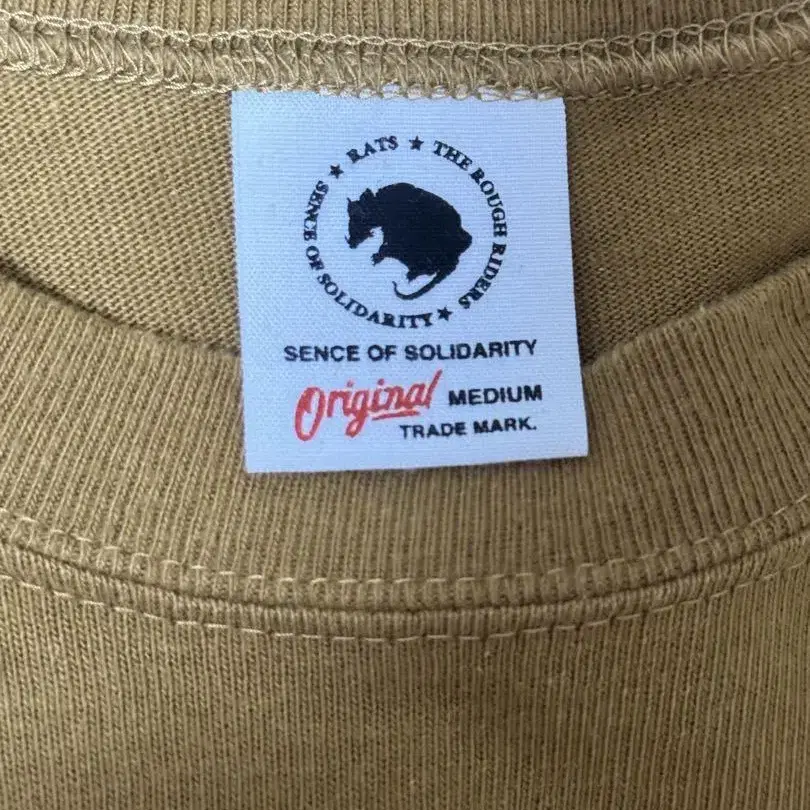 RATS ★ THE ROUGH RIDERS ★ SENCE OF SOLIDARITY ★
SENCE OF SOLIDARITY
Original MEDIUM
TRADE MARK.